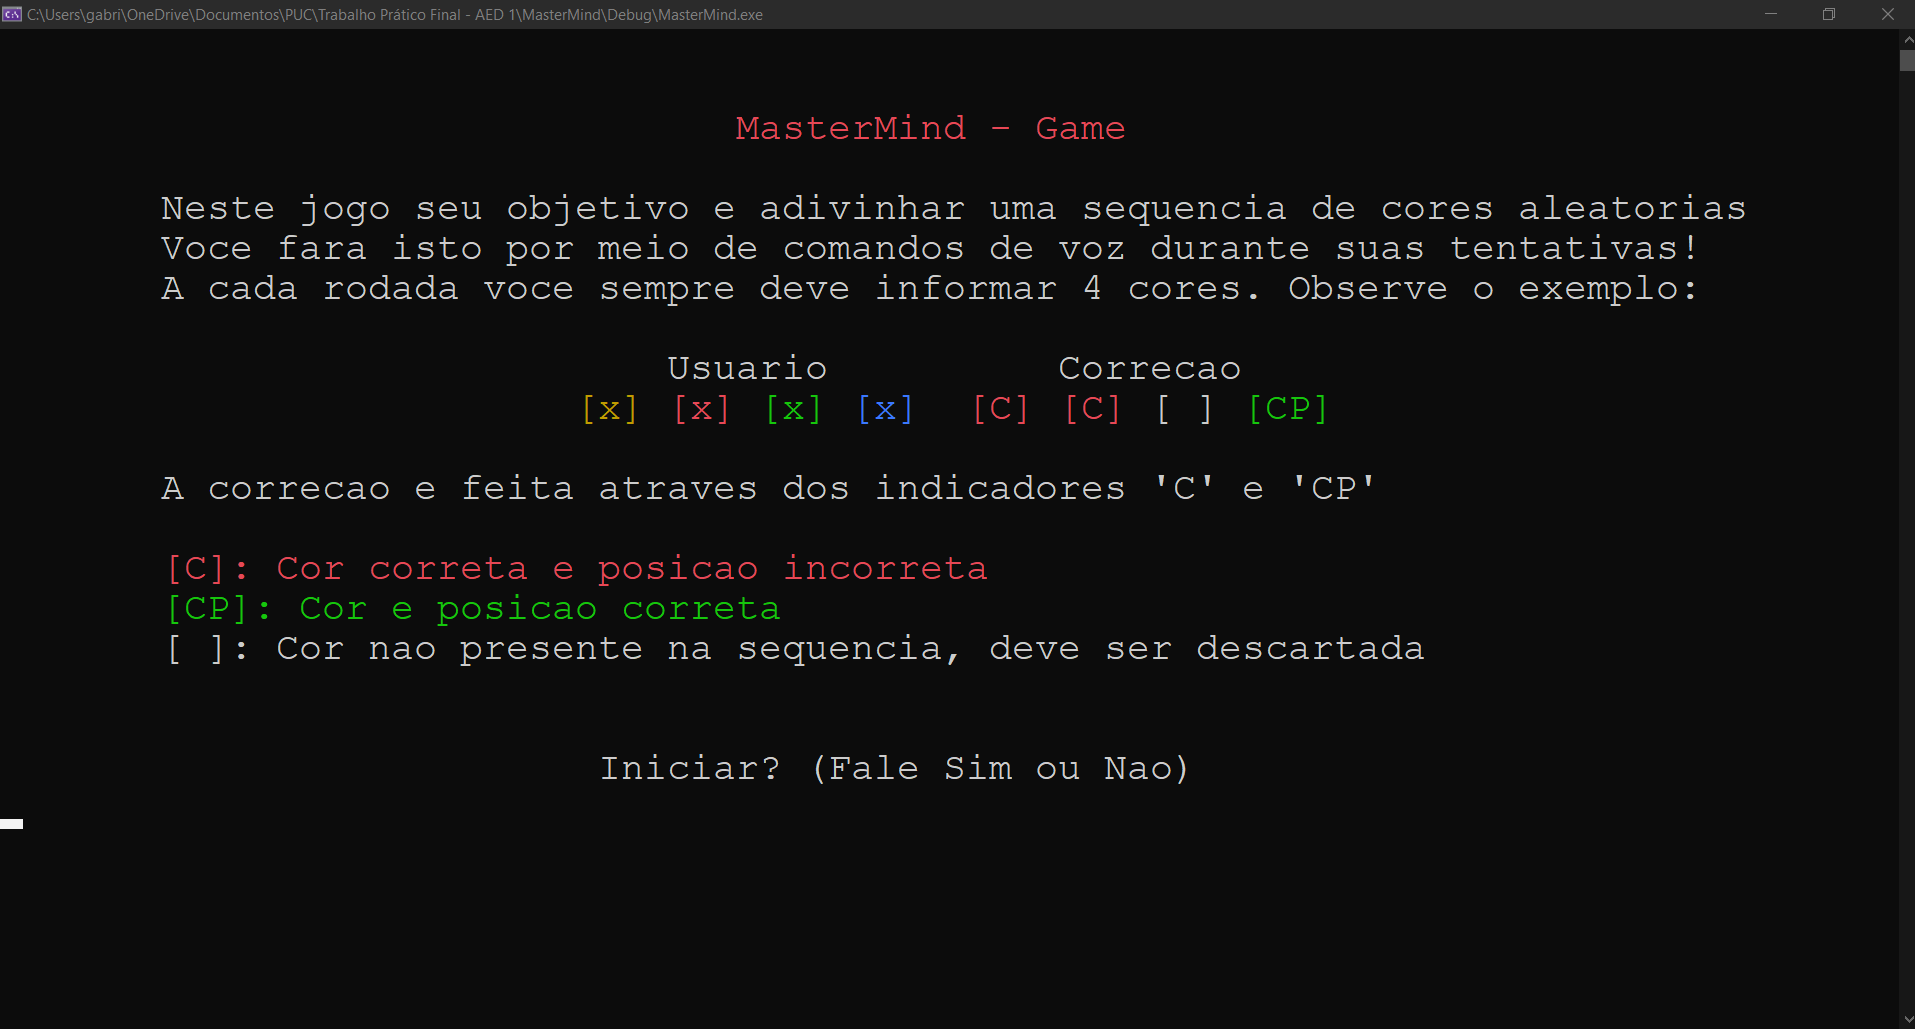 C:\Users\gabri\OneDrive\Documentos\PUC\Trabalho Prático Final - AED 1\MasterMind\Debug\MasterMind.exe
MasterMind - Game
Neste jogo seu objetivo e adivinhar uma sequencia de cores aleatorias
Voce fara isto por meio de comandos de voz durante suas tentativas!
A cada rodada voce sempre deve informar 4 cores. Observe o exemplo:
Usuario Correcao
[x] [x] [x] [x] [C] [C] [ ] [CP]
A correcao e feita atraves dos indicadores 'C' e 'CP'
[C]: Cor correta e posicao incorreta
[CP]: Cor e posicao correta
[ ]: Cor nao presente na sequencia, deve ser descartada
Iniciar? (Fale Sim ou Nao)